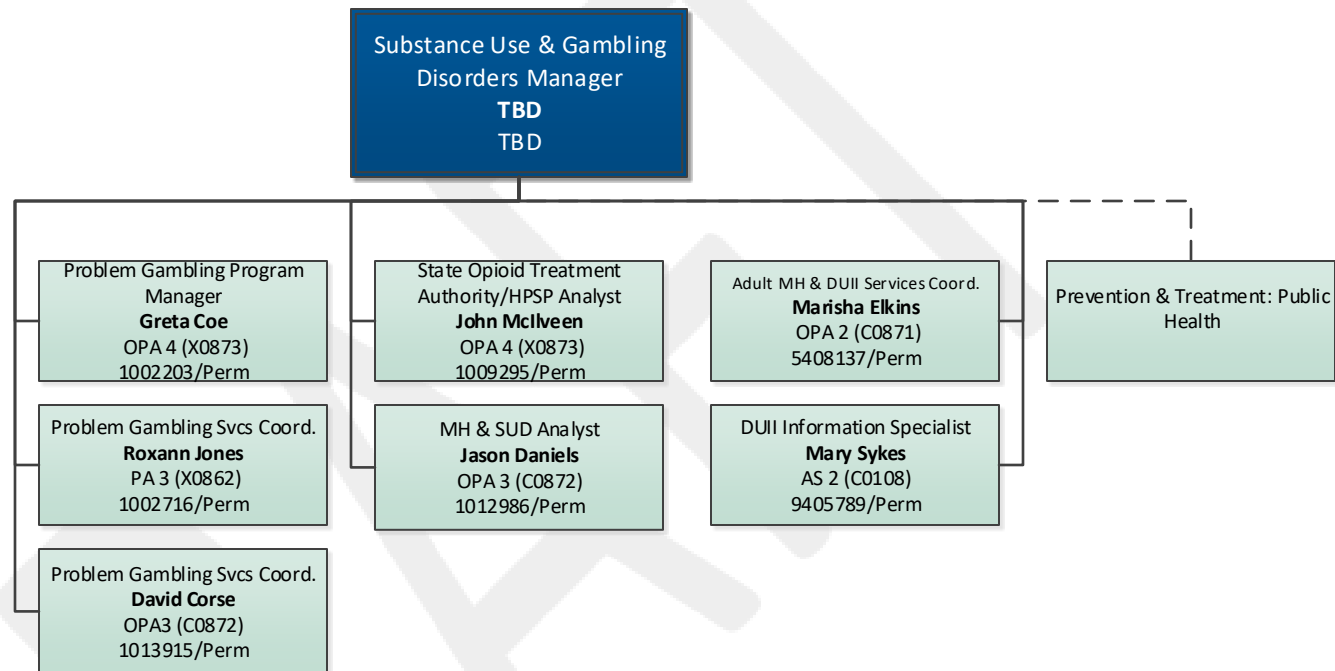 Substance Use & Gambling
Disorders Manager
TBD
TBD
Problem Gambling Program
Manager
Greta Coe
OPA 4 (X0873)
1002203/Perm
State Opioid Treatment
Authority/HPSP Analyst
John McIlveen
OPA 4 (X0873)
1009295/Perm
Adult MH & DUII Services Coord.
Marisha Elkins
OPA 2 (C0871)
5408137/Perm
Prevention & Treatment: Public
Health
Problem Gambling Svcs Coord.
Roxann Jones
PA 3 (X0862)
1002716/Perm
MH & SUD Analyst
Jason Daniels
OPA 3 (C0872)
1012986/Perm
DUII Information Specialist
Mary Sykes
AS 2 (C0108)
9405789/Perm
Problem Gambling Svcs Coord.
David Corse
OPA3 (C0872)
1013915/Perm